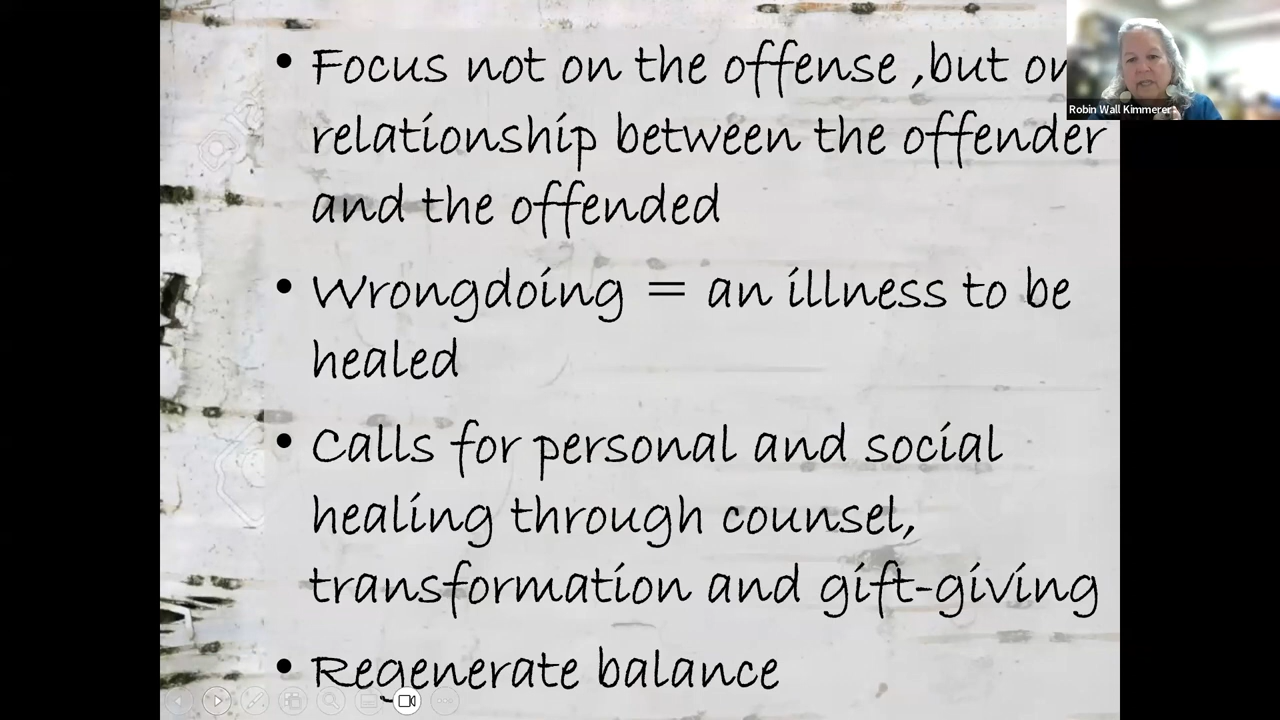 • Focus not on the offense ,but on
relationship between the offender
and the offended
• Wrongdoing = an illness to be
healed
• Calls for personal and social
healing through counsel,
transformation and gift-giving
• Regenerate balance
Robin Wall Kimmerer